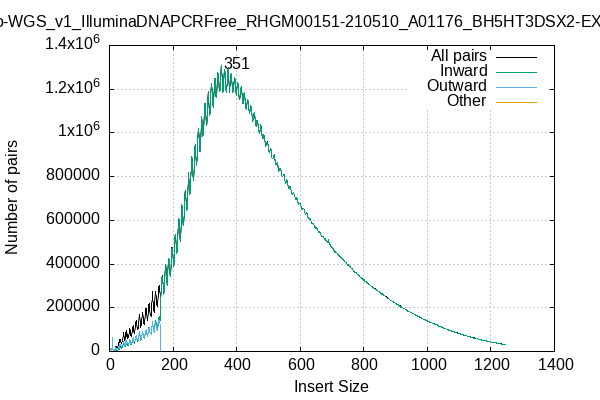 o-WGS_v1_IlluminaDNAPCRFree_RHGM00151-210510_A01176_BH5HT3DSX2-EX
Number of pairs
1.4x10^6
1.2x10^6
1x10^6
800000
600000
400000
200000
0
351
All pairs
Inward
Outward
Other
0 200 400 600 800 1000 1200 1400
Insert Size